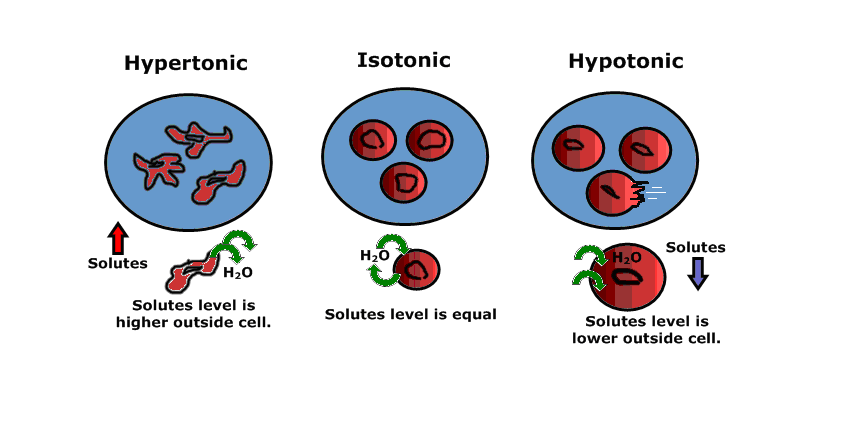 Hypertonic
Isotonic
Hypotonic
Solutes
H₂O
Solutes level is
higher outside cell.
H₂O
Solutes level is equal
H₂O
Solutes
Solutes level is
lower outside cell.